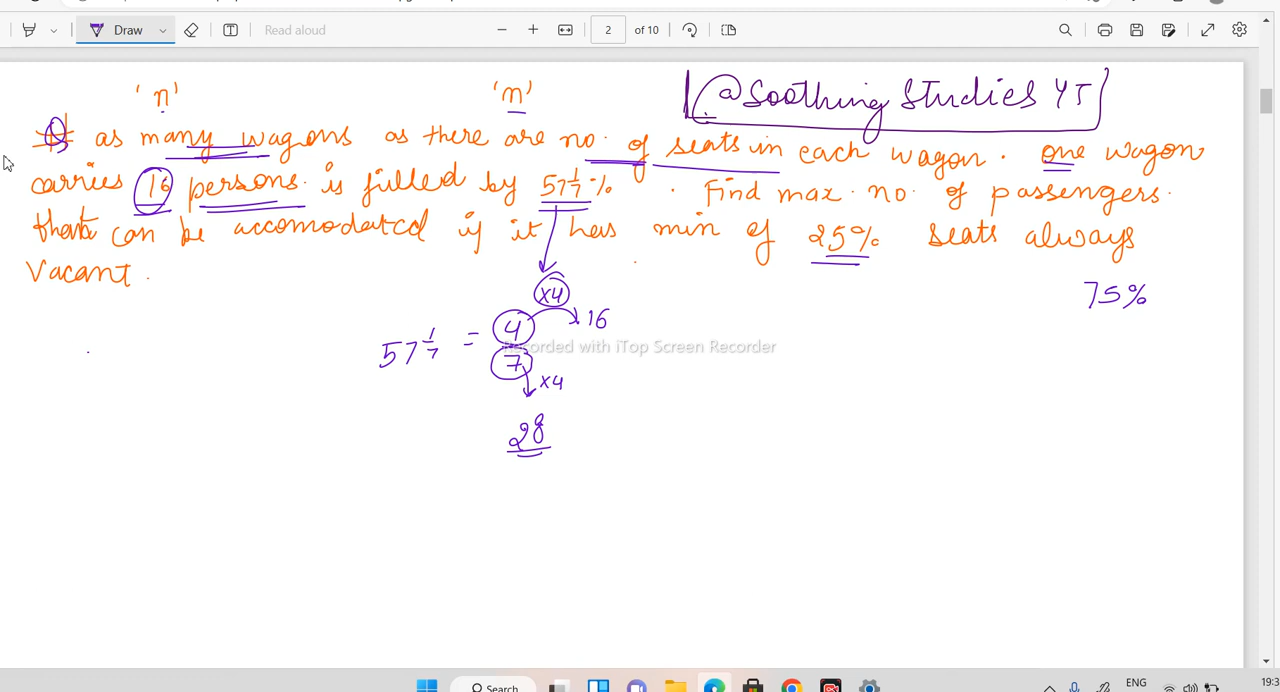 Draw
Read aloud
2 of 10
'n' 'n' @Soothing Studies YT
Q as many wagons as there are no. of seats in each wagon. one wagon
carries 16 persons is filled by 57 1/7 % . Find max. no. of passengers.
that can be accomodated if it has min of 25% seats always
Vacant.
75%
x4
57 1/7 = 4 16
Recorded with iTop Screen Recorder
7 x4
28
Search
ENG
19:3